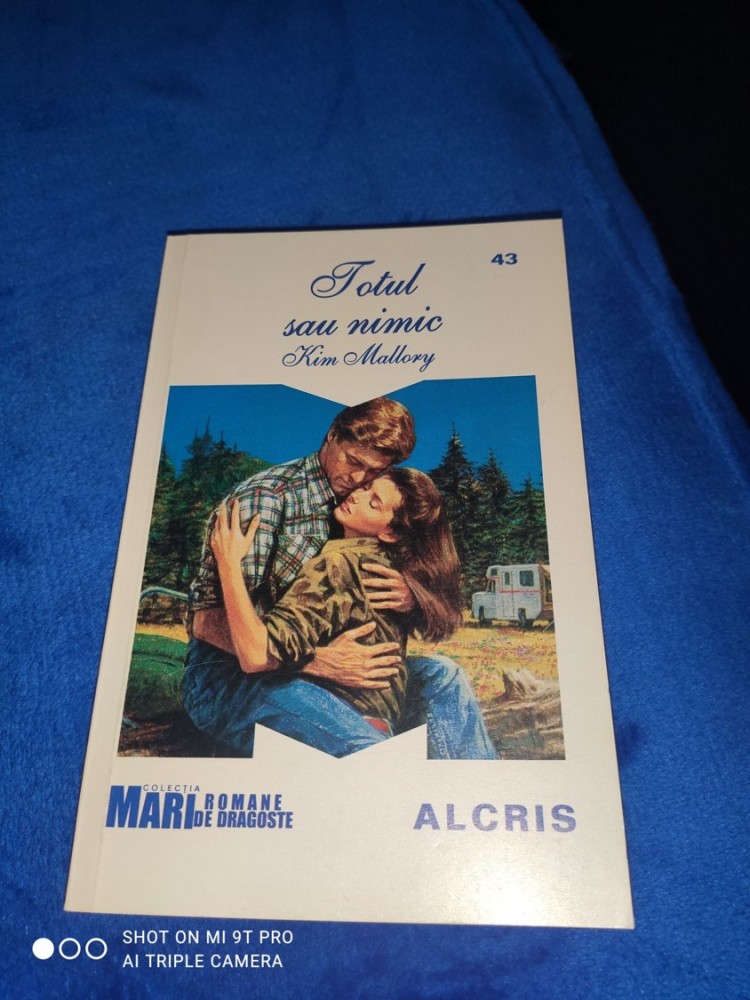 43
Totul
sau nimic
Kim Mallory
COLECȚIA
MARI ROMANE
DE DRAGOSTE
ALCRIS
SHOT ON MI 9T PRO
AI TRIPLE CAMERA